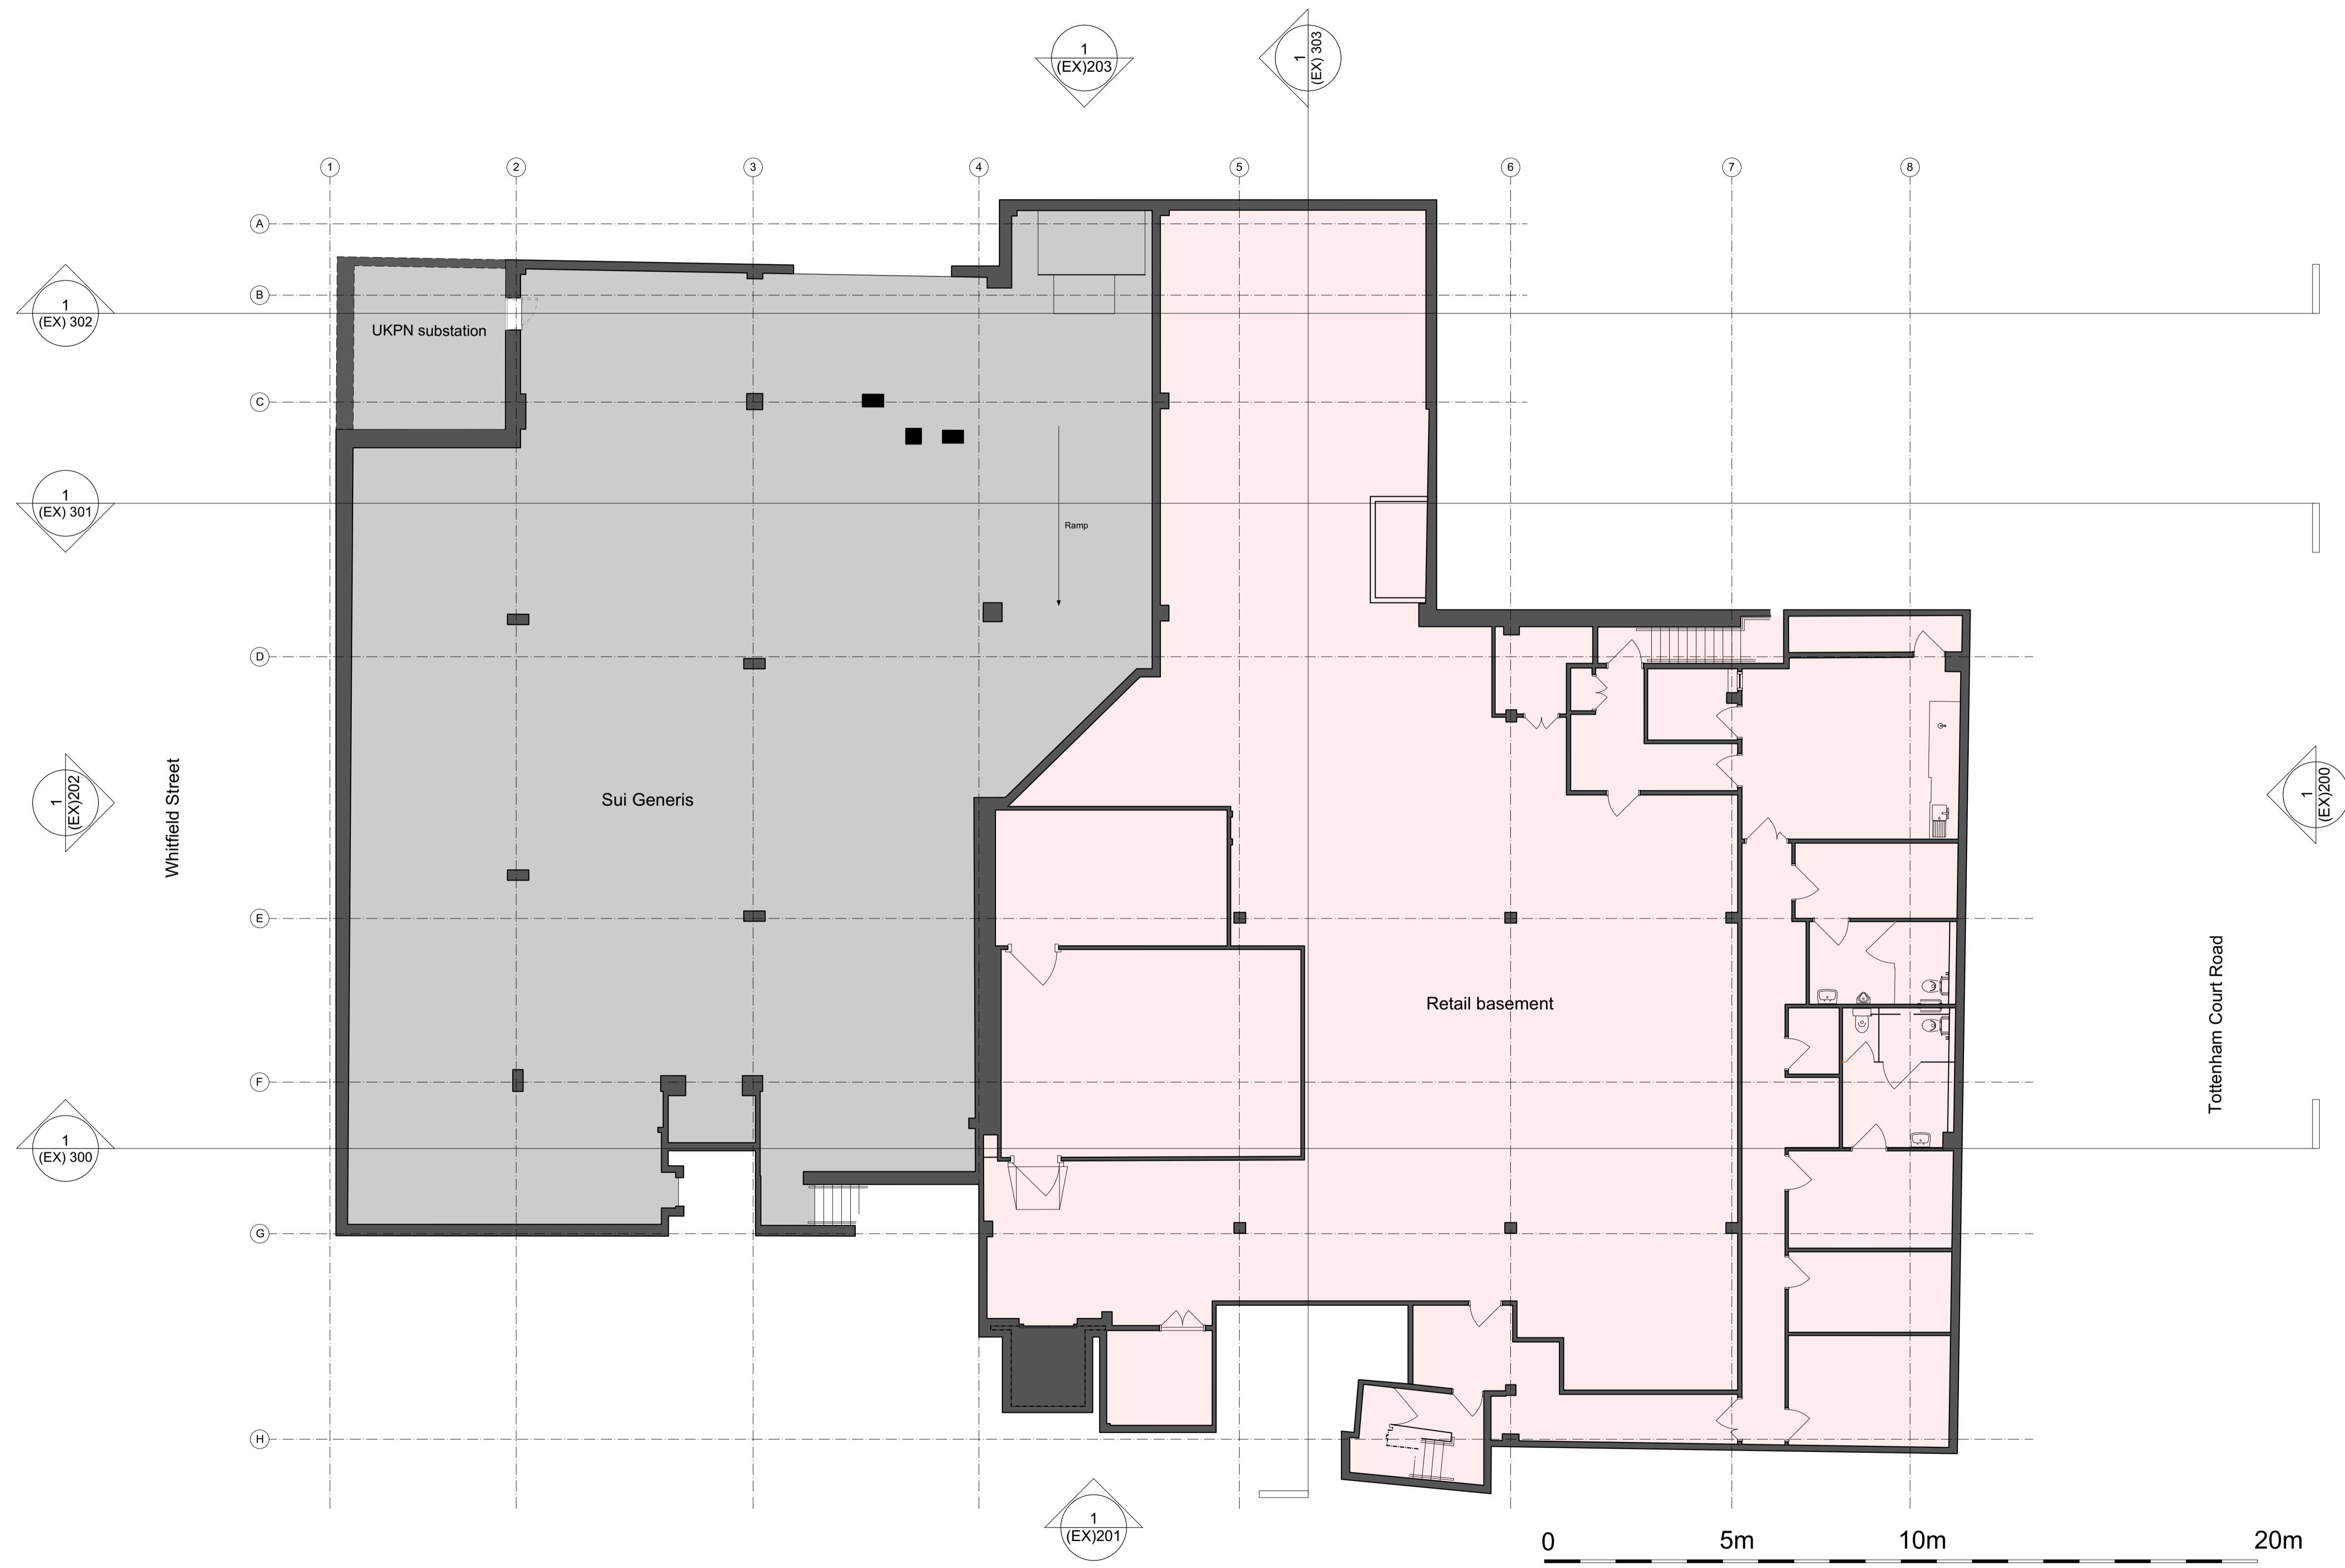 1
(EX)203
1
(EX) 303
1
2
3
4
5
6
7
8
A
B
1
(EX) 302
UKPN substation
C
1
(EX) 301
Ramp
D
1
(EX)202
Whitfield Street
Sui Generis
1
(EX)200
E
Retail basement
Tottenham Court Road
F
1
(EX) 300
G
H
1
(EX)201
0
5m
10m
20m